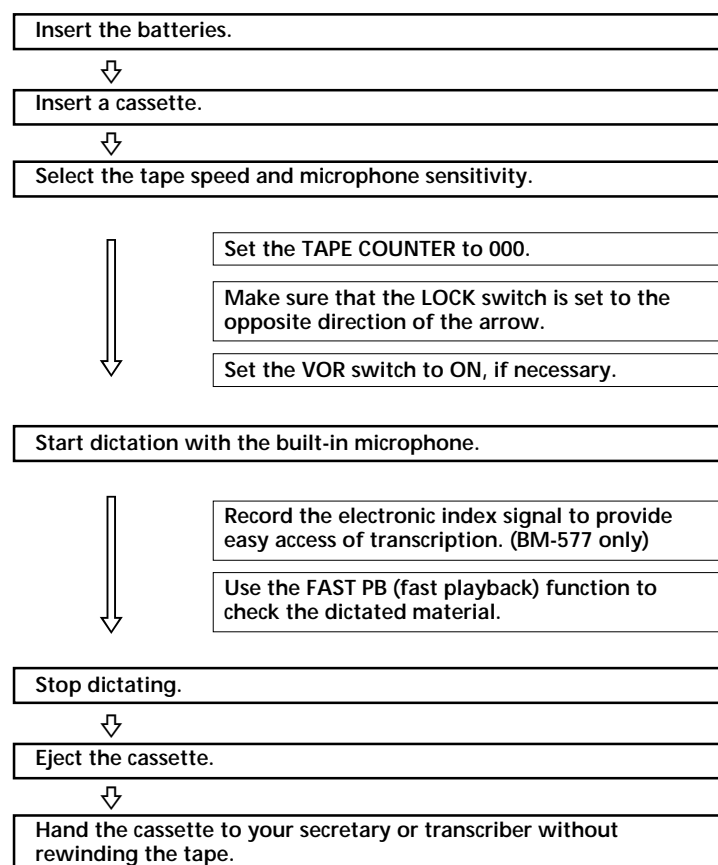 Insert the batteries.
Insert a cassette.
Select the tape speed and microphone sensitivity.
Set the TAPE COUNTER to 000.
Make sure that the LOCK switch is set to the
opposite direction of the arrow.
Set the VOR switch to ON, if necessary.
Start dictation with the built-in microphone.
Record the electronic index signal to provide
easy access of transcription. (BM-577 only)
Use the FAST PB (fast playback) function to
check the dictated material.
Stop dictating.
Eject the cassette.
Hand the cassette to your secretary or transcriber without
rewinding the tape.